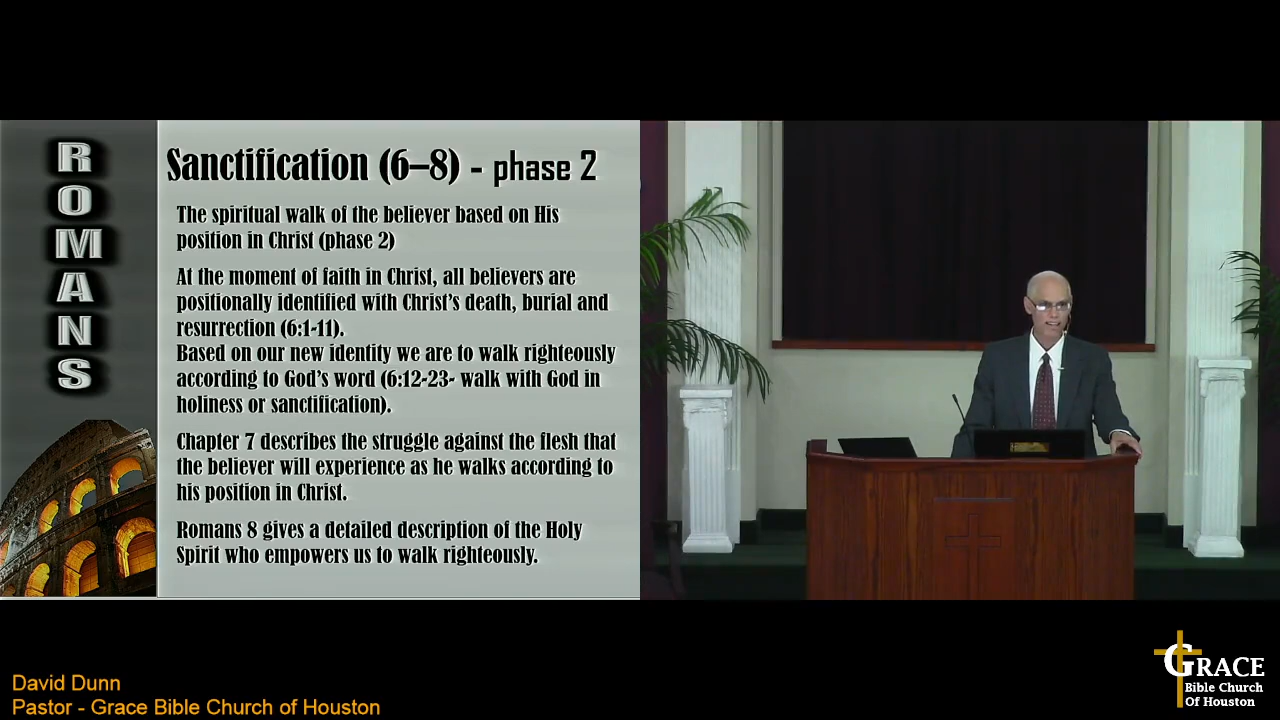 ROMANS
Sanctification (6–8) - phase 2
The spiritual walk of the believer based on His
position in Christ (phase 2)
At the moment of faith in Christ, all believers are
positionally identified with Christ's death, burial and
resurrection (6:1-11).
Based on our new identity we are to walk righteously
according to God's word (6:12-23- walk with God in
holiness or sanctification).
Chapter 7 describes the struggle against the flesh that
the believer will experience as he walks according to
his position in Christ.
Romans 8 gives a detailed description of the Holy
Spirit who empowers us to walk righteously.
David Dunn
Pastor - Grace Bible Church of Houston
GRACE
Bible Church
Of Houston